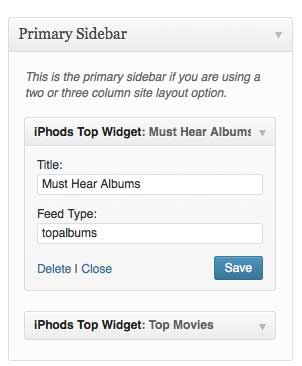 Primary Sidebar
This is the primary sidebar if you are using a
two or three column site layout option.
iPhods Top Widget: Must Hear Albums
Title:
Must Hear Albums
Feed Type:
topalbums
Delete | Close
Save
iPhods Top Widget: Top Movies